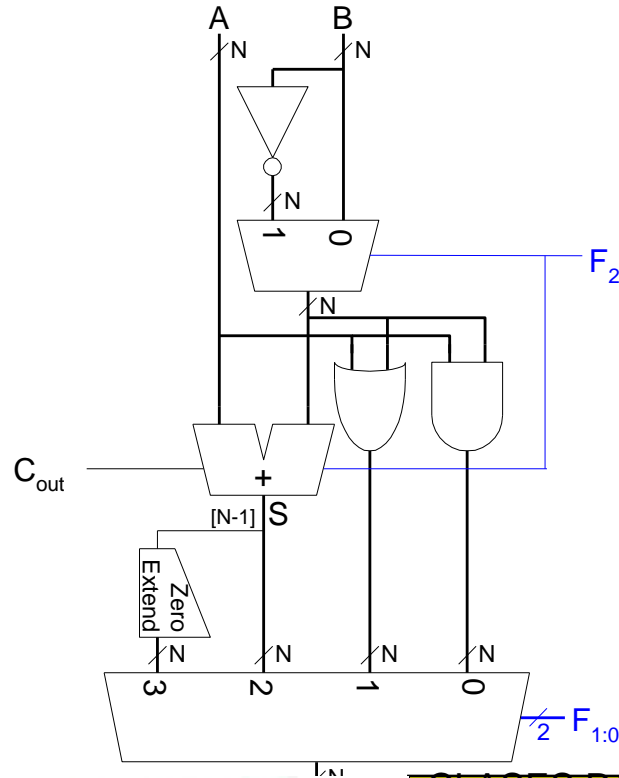 A B
N N
N
1 0
F2
N
Cout
+
[N-1] S
Zero
Extend
N N N N
3 2 1 0
2 F1:0
N